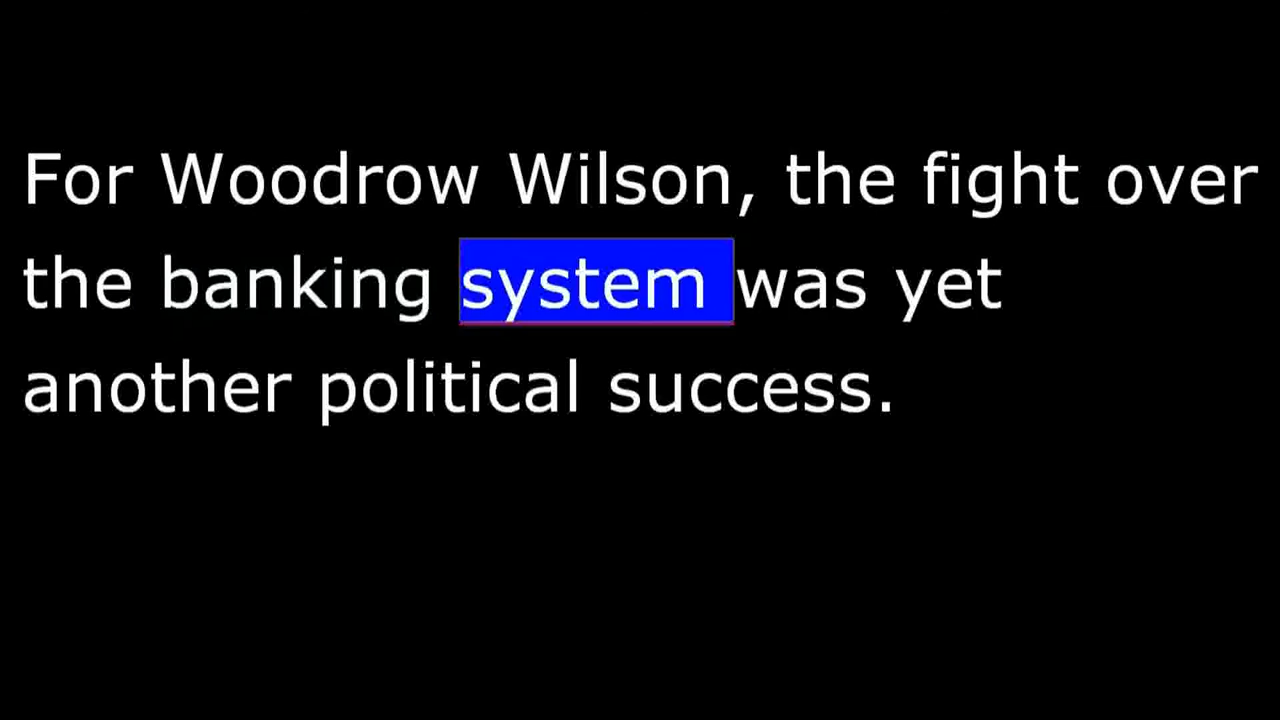 For Woodrow Wilson, the fight over
the banking system was yet
another political success.